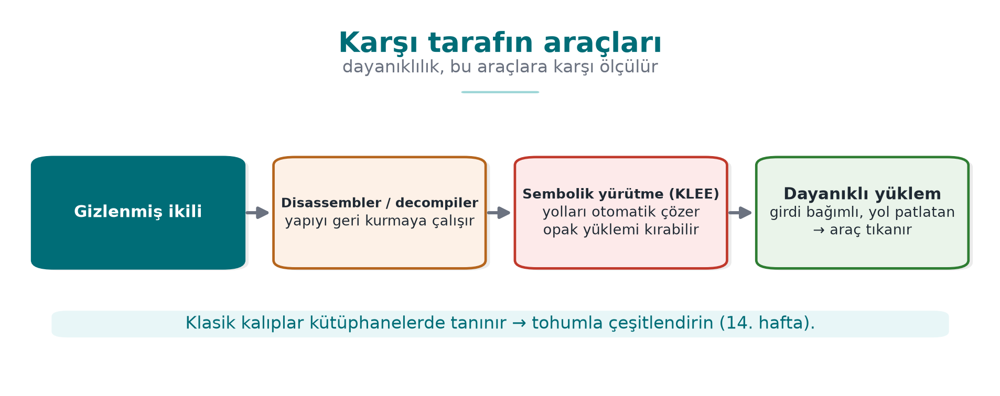 Karşı tarafın araçları
dayanıklılık, bu araçlara karşı ölçülür
Gizlenmiş ikili
Disassembler / decompiler
yapıyı geri kurmaya çalışır
Sembolik yürütme (KLEE)
yolları otomatik çözer
opak yüklemi kırabilir
Dayanıklı yüklem
girdi bağımlı, yol patlatan
→ araç tıkanır
Klasik kalıplar kütüphanelerde tanınır → tohumla çeşitlendirin (14. hafta).